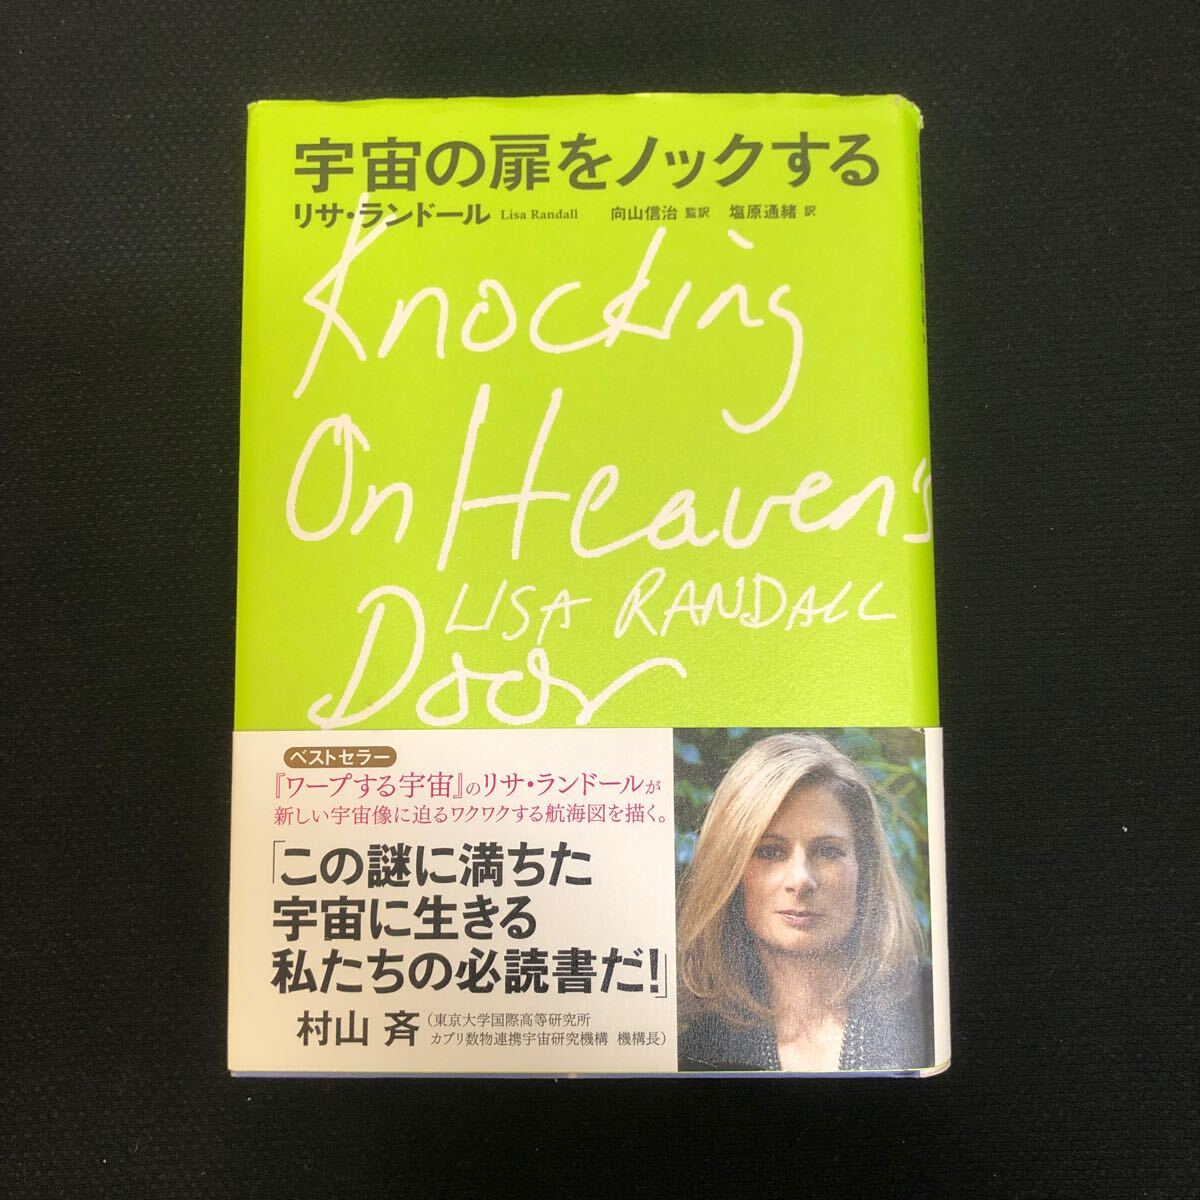 宇宙の扉をノックする
リサ・ランドール Lisa Randall 向山信治 監訳 塩原通緒 訳
Knocking
On Heaven's
LISA RANDALL
Door
ベストセラー
『ワープする宇宙』のリサ・ランドールが
新しい宇宙像に迫るワクワクする航海図を描く。
「この謎に満ちた
宇宙に生きる
私たちの必読書だ!」
村山 斉(東京大学国際高等研究所
カブリ数物連携宇宙研究機構 機構長)